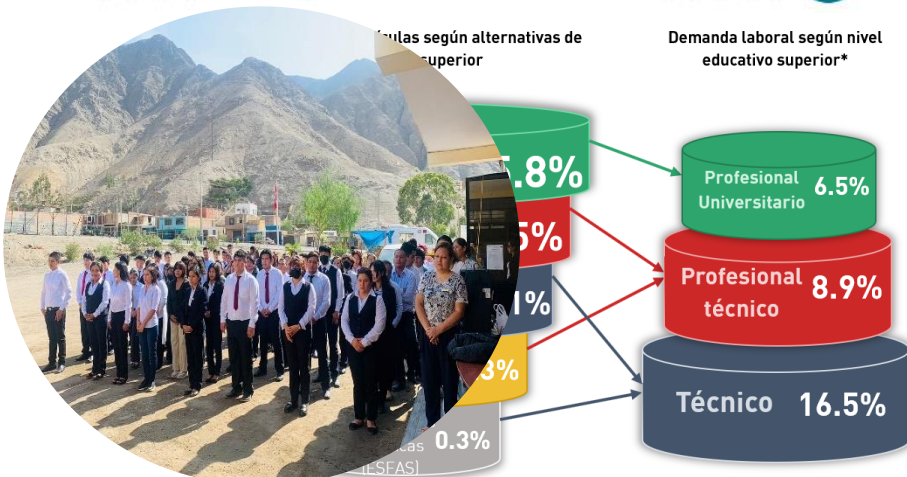 según alternativas de
superior
Demanda laboral según nivel
educativo superior*
.8%
Profesional
Universitario
6.5%
5%
Profesional
técnico
8.9%
1%
3%
Técnico
16.5%
0.3%
(ESFAS)